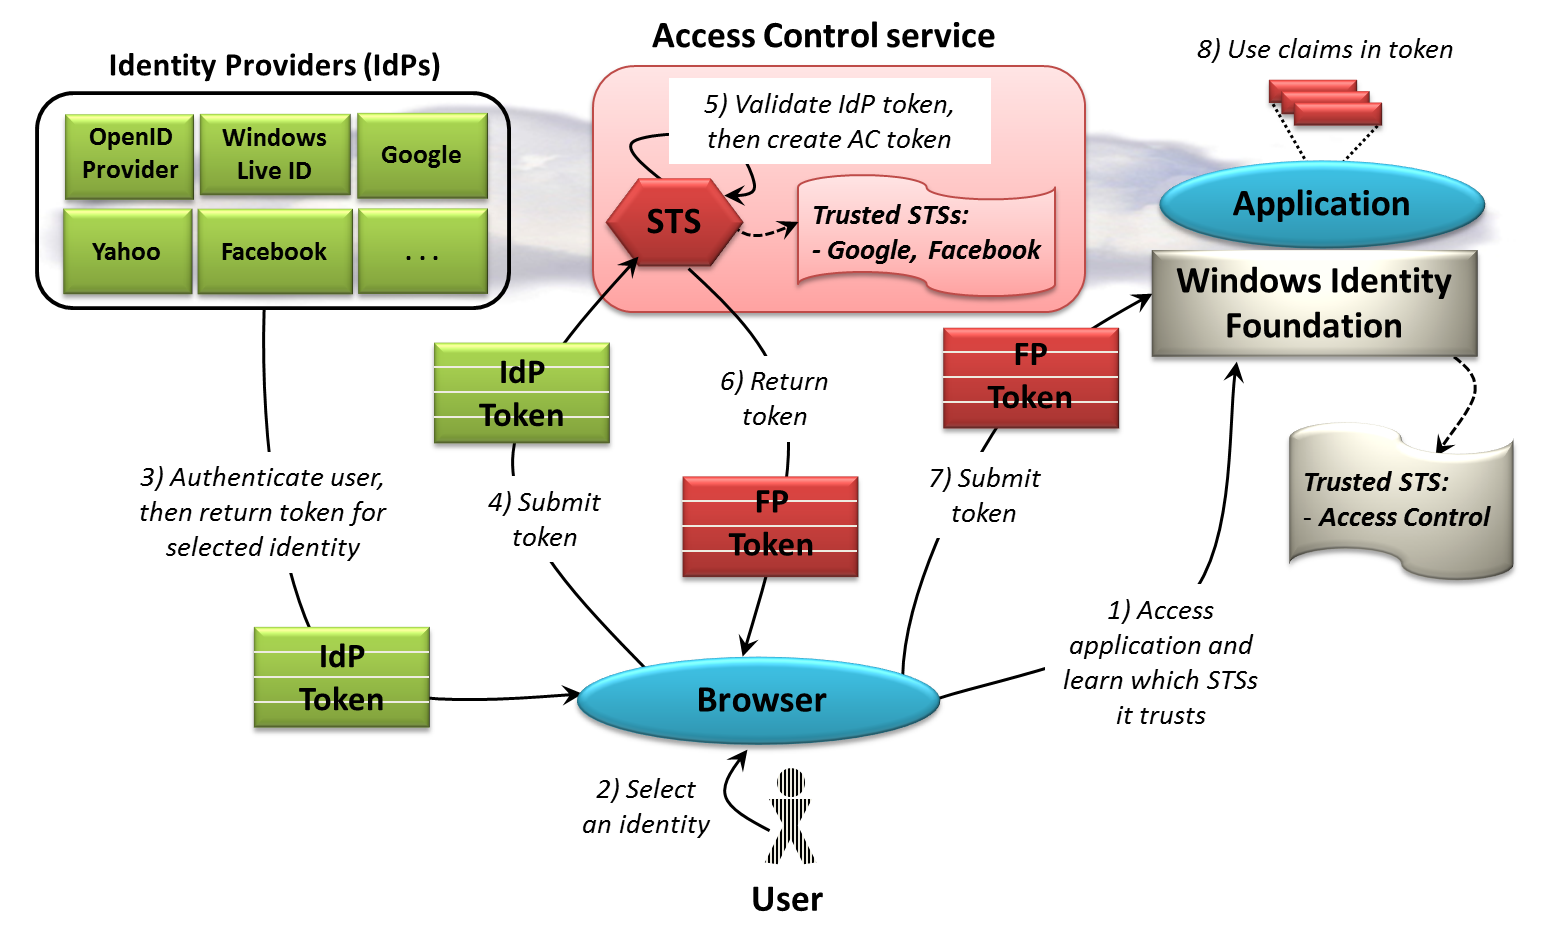 Access Control service
Identity Providers (IdPs)
8) Use claims in token
OpenID
Provider
Windows
Live ID
Google
Yahoo
Facebook
. . .
5) Validate IdP token,
then create AC token
STS
Trusted STSs:
- Google, Facebook
Application
Windows Identity
Foundation
IdP
Token
6) Return
token
FP
Token
3) Authenticate user,
then return token for
selected identity
4) Submit
token
FP
Token
7) Submit
token
Trusted STS:
- Access Control
1) Access
application and
learn which STSs
it trusts
IdP
Token
Browser
2) Select
an identity
User